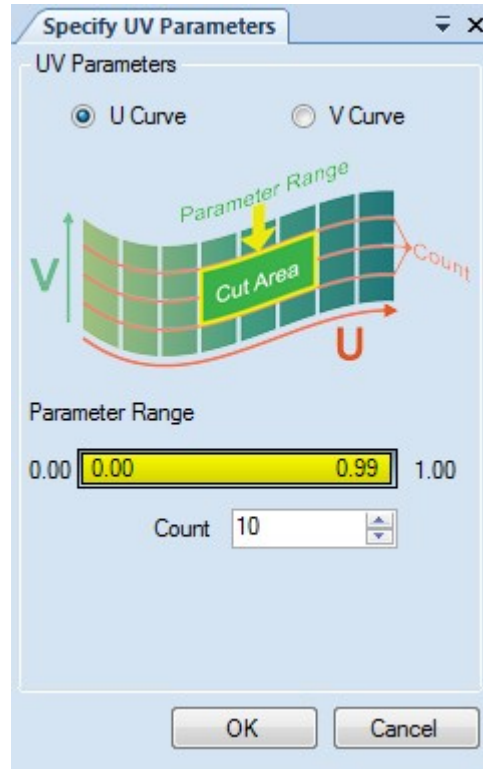 Specify UV Parameters
UV Parameters
U Curve V Curve
Parameter Range
V
Cut Area
Count
U
Parameter Range
0.00 0.00 0.99 1.00
Count 10
OK Cancel